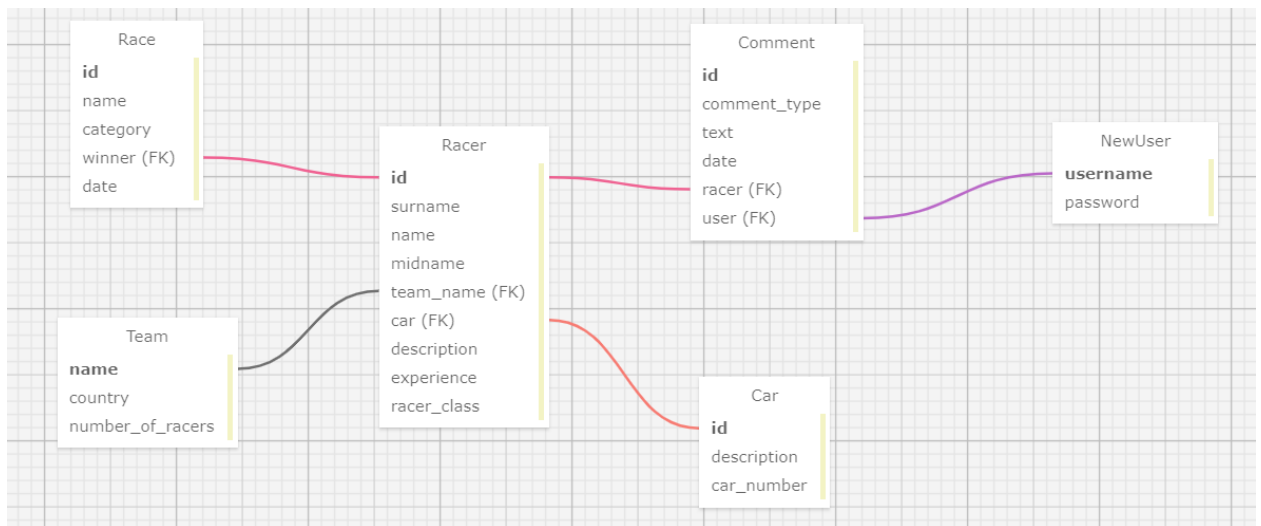 Race
id
name
category
winner (FK)
date
Racer
id
surname
name
midname
team_name (FK)
car (FK)
description
experience
racer_class
Team
name
country
number_of_racers
Comment
id
comment_type
text
date
racer (FK)
user (FK)
NewUser
username
password
Car
id
description
car_number